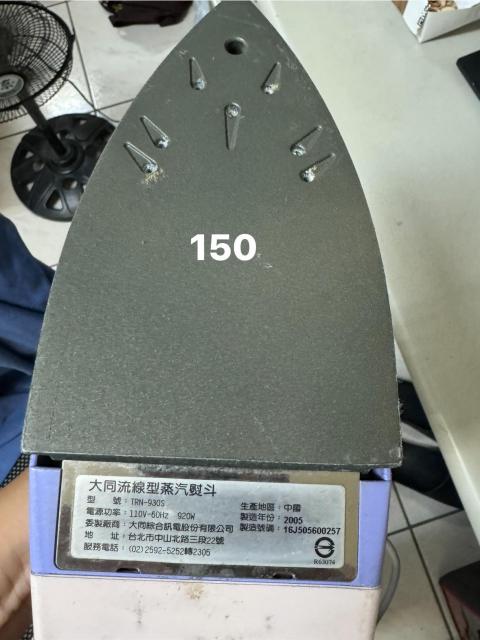 150
大同流線型蒸汽熨斗
型 號：TRN-930S
電源功率：110V-60Hz 920W
委製廠商：大同綜合訊電股份有限公司
地 址：台北市中山北路三段22號
服務電話：(02)2592-5252轉2305
生產地區：中國
製造年份：2005
製造號碼：16J505600257
R63076